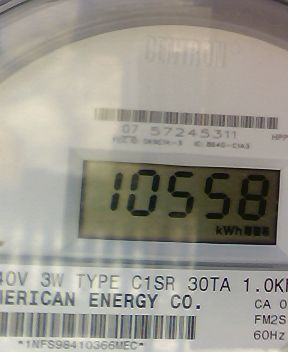 CENTRON
07 57245311
10558
kWh
40V 3W TYPE C1SR 30TA 1.0K
MERICAN ENERGY CO.
CA 0
FM2S
60Hz
*1NFS98410366MEC*